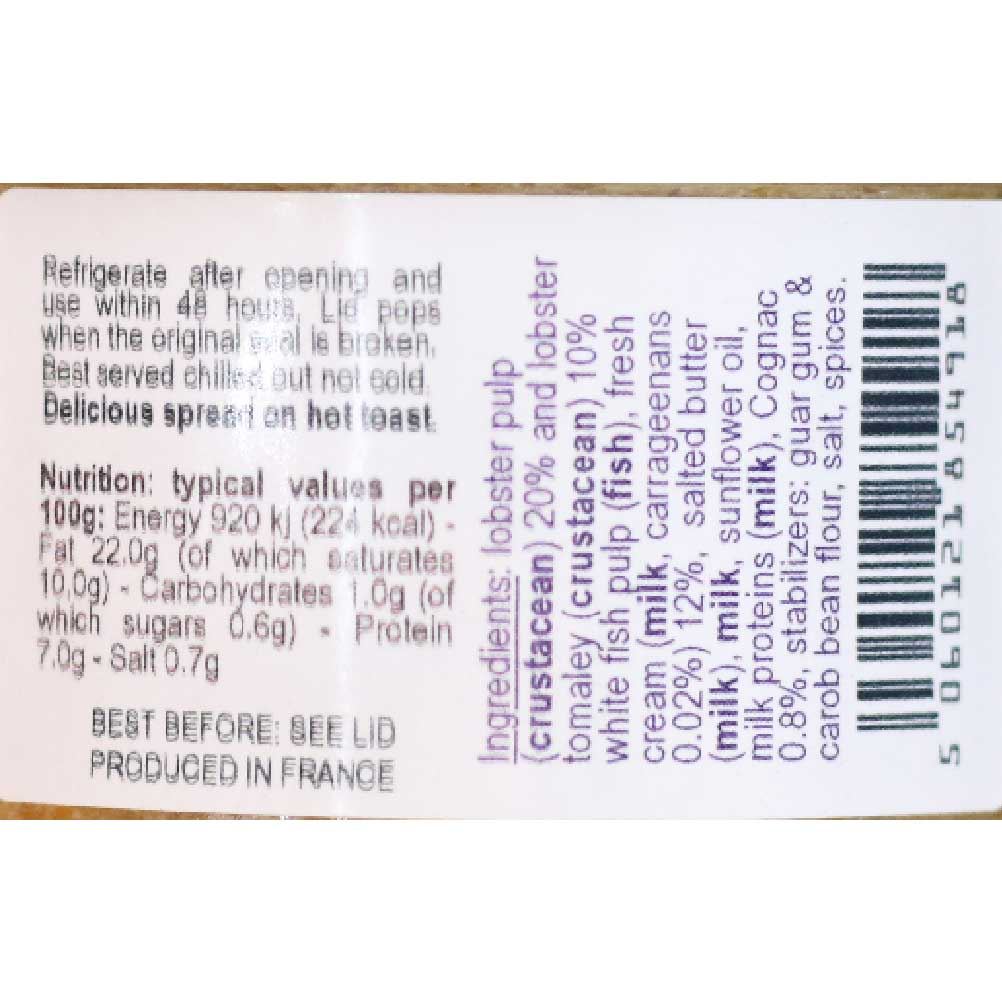 Refrigerate after opening and
use within 48 hours. Lid pops
when the original seal is broken.
Best served chilled but not cold.
Delicious spread on hot toast.
Nutrition: typical values per
100g: Energy 920 kj (224 kcal) -
Fat 22.0g (of which saturates
10.0g) - Carbohydrates 1.0g (of
which sugars 0.6g) - Protein
7.0g - Salt 0.7g
BEST BEFORE: SEE LID
PRODUCED IN FRANCE
Ingredients: lobster pulp
(crustacean) 20% and lobster
tomaley (crustacean) 10%
white fish pulp (fish), fresh
cream (milk, carrageenans
0.02%) 12%, salted butter
(milk), milk, sunflower oil,
milk proteins (milk), Cognac
0.8%, stabilizers: guar gum &
carob bean flour, salt, spices.
5060121854918